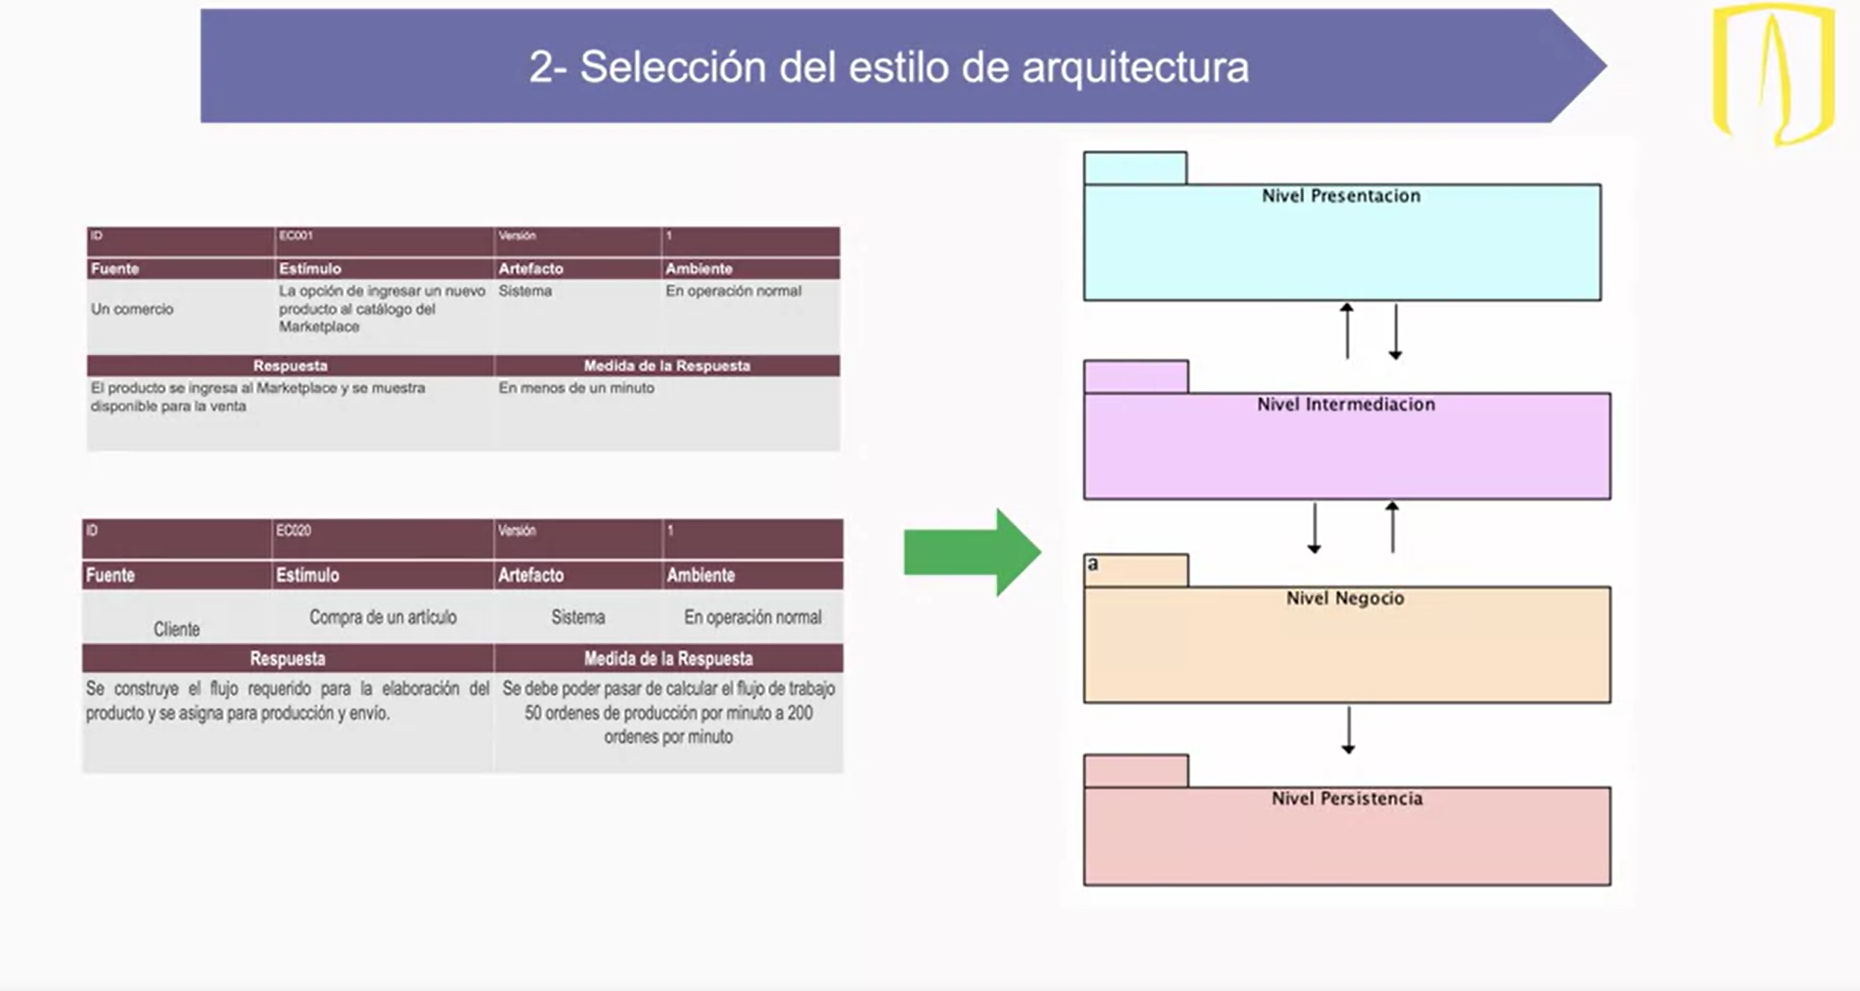 2- Selección del estilo de arquitectura
ID EC001 Versión 1
Fuente Estímulo Artefacto Ambiente
Un comercio
La opción de ingresar un nuevo
producto al catálogo del
Marketplace
Sistema
En operación normal
Respuesta Medida de la Respuesta
El producto se ingresa al Marketplace y se muestra
disponible para la venta
En menos de un minuto
ID EC020 Versión 1
Fuente Estímulo Artefacto Ambiente
Cliente
Compra de un artículo
Sistema
En operación normal
Respuesta Medida de la Respuesta
Se construye el flujo requerido para la elaboración del
producto y se asigna para producción y envío.
Se debe poder pasar de calcular el flujo de trabajo
50 ordenes de producción por minuto a 200
ordenes por minuto
Nivel Presentacion
Nivel Intermediacion
a
Nivel Negocio
Nivel Persistencia